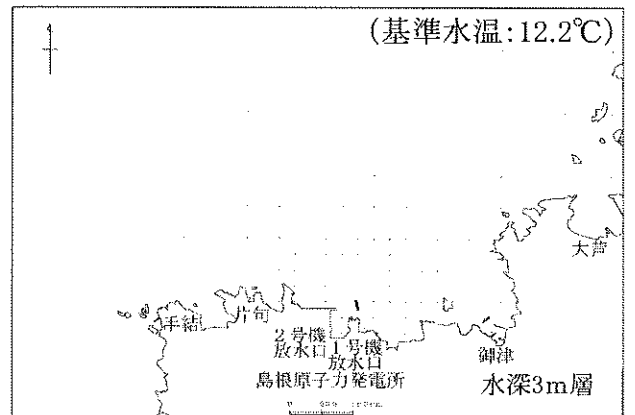 (基準水温:12.2℃)
大芦
手結
片句
御津
2号機
放水口
1号機
放水口
島根原子力発電所
水深3m層